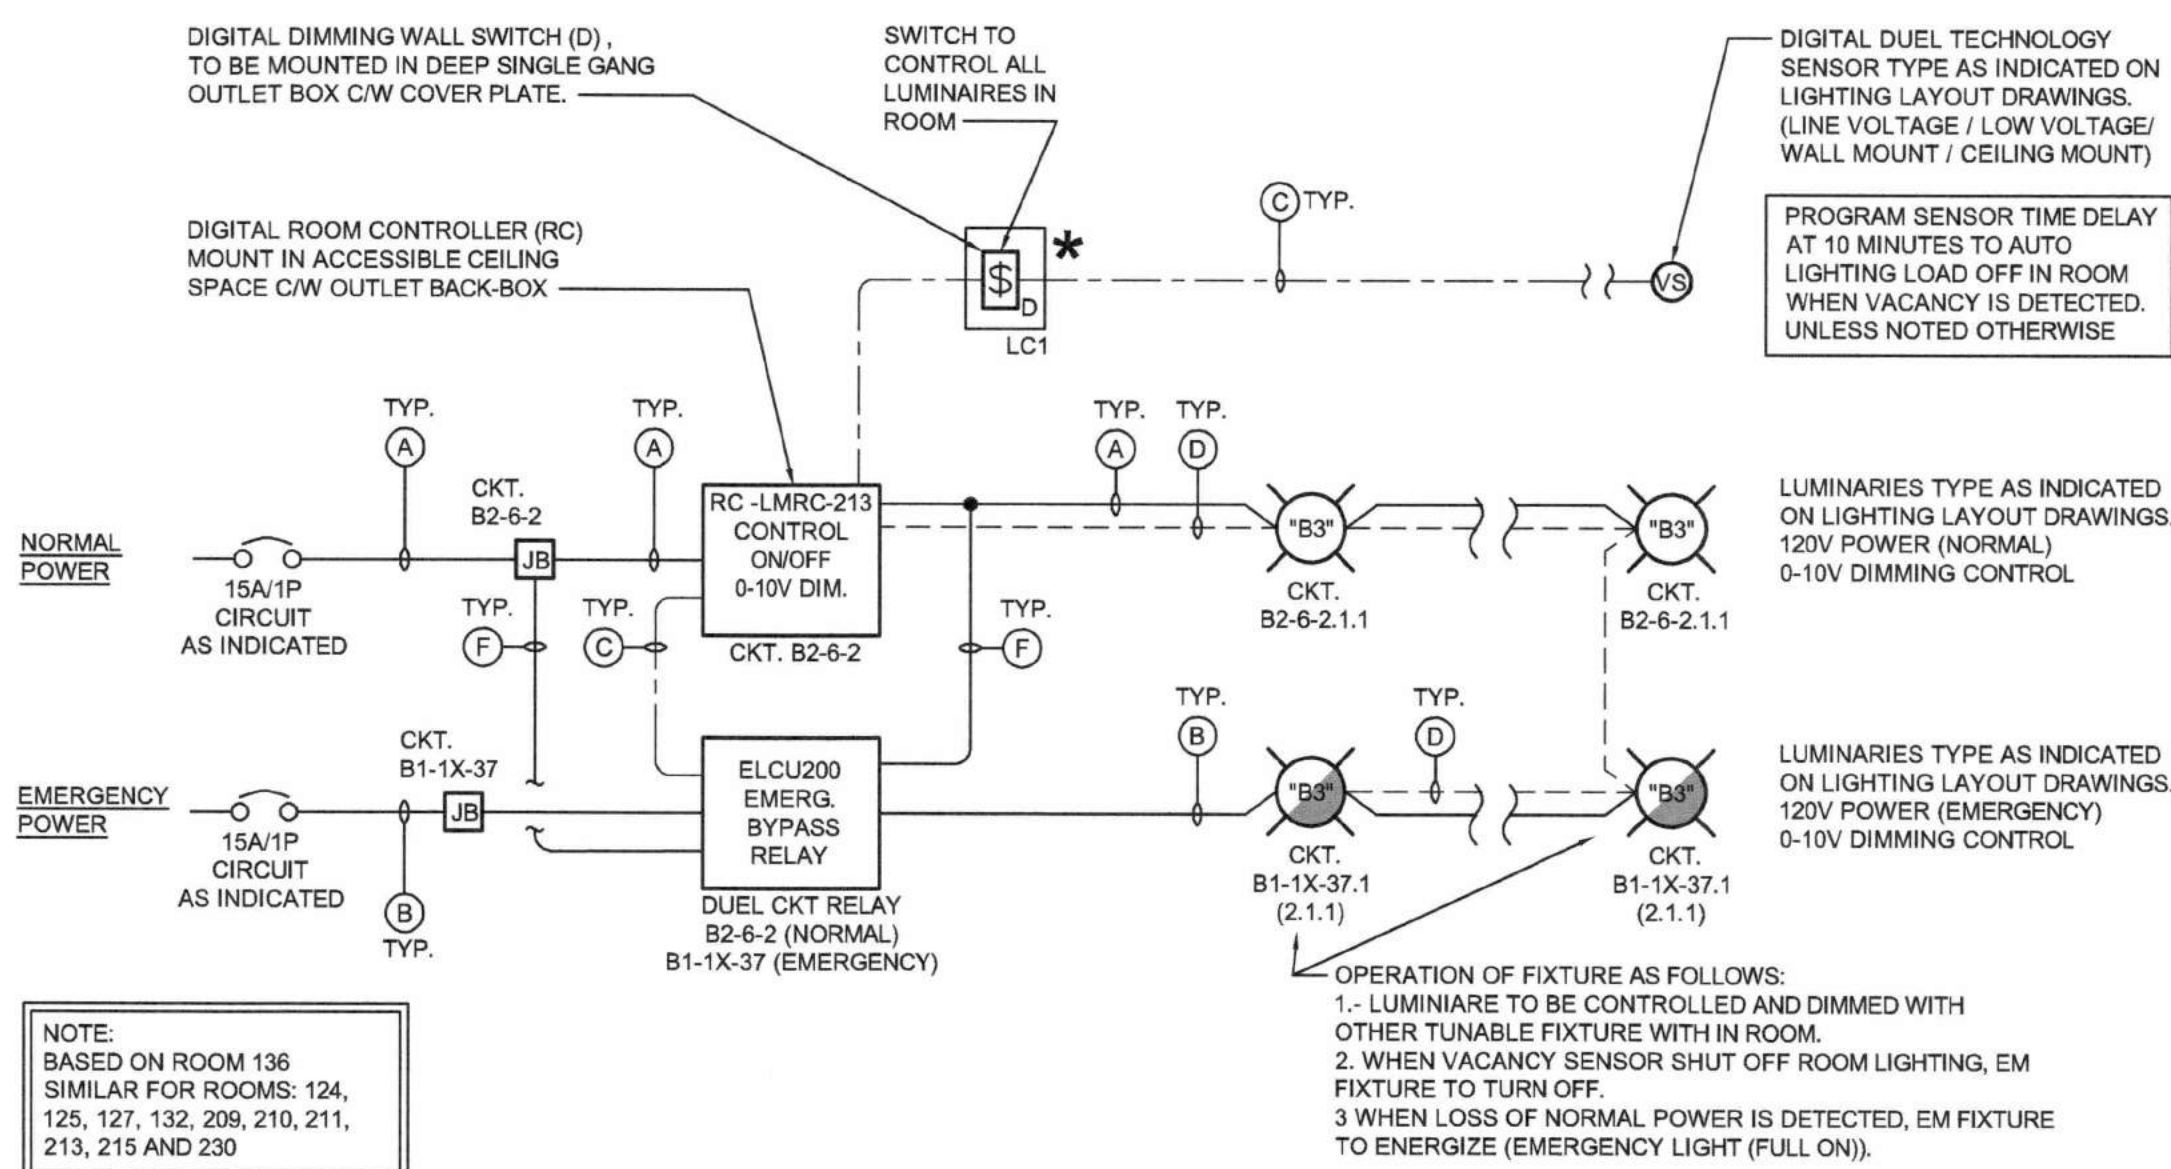 DIGITAL DIMMING WALL SWITCH (D) ,
TO BE MOUNTED IN DEEP SINGLE GANG
OUTLET BOX C/W COVER PLATE.
SWITCH TO
CONTROL ALL
LUMINAIRES IN
ROOM
DIGITAL DUEL TECHNOLOGY
SENSOR TYPE AS INDICATED ON
LIGHTING LAYOUT DRAWINGS.
(LINE VOLTAGE / LOW VOLTAGE/
WALL MOUNT / CEILING MOUNT)
PROGRAM SENSOR TIME DELAY
AT 10 MINUTES TO AUTO
LIGHTING LOAD OFF IN ROOM
WHEN VACANCY IS DETECTED.
UNLESS NOTED OTHERWISE
DIGITAL ROOM CONTROLLER (RC)
MOUNT IN ACCESSIBLE CEILING
SPACE C/W OUTLET BACK-BOX
$
D
*
LC1
C TYP.
VS
TYP.
A
TYP.
A
TYP.
A
TYP.
D
NORMAL
POWER
15A/1P
CIRCUIT
AS INDICATED
CKT.
B2-6-2
JB
RC -LMRC-213
CONTROL
ON/OFF
0-10V DIM.
CKT. B2-6-2
"B3"
CKT.
B2-6-2.1.1
"B3"
CKT.
B2-6-2.1.1
LUMINARIES TYPE AS INDICATED
ON LIGHTING LAYOUT DRAWINGS.
120V POWER (NORMAL)
0-10V DIMMING CONTROL
TYP.
F
TYP.
C
TYP.
F
TYP.
B
TYP.
D
EMERGENCY
POWER
15A/1P
CIRCUIT
AS INDICATED
B
TYP.
CKT.
B1-1X-37
JB
ELCU200
EMERG.
BYPASS
RELAY
DUEL CKT RELAY
B2-6-2 (NORMAL)
B1-1X-37 (EMERGENCY)
"B3"
CKT.
B1-1X-37.1
(2.1.1)
"B3"
CKT.
B1-1X-37.1
(2.1.1)
LUMINARIES TYPE AS INDICATED
ON LIGHTING LAYOUT DRAWINGS.
120V POWER (EMERGENCY)
0-10V DIMMING CONTROL
OPERATION OF FIXTURE AS FOLLOWS:
1.- LUMINIARE TO BE CONTROLLED AND DIMMED WITH
OTHER TUNABLE FIXTURE WITH IN ROOM.
2. WHEN VACANCY SENSOR SHUT OFF ROOM LIGHTING, EM
FIXTURE TO TURN OFF.
3 WHEN LOSS OF NORMAL POWER IS DETECTED, EM FIXTURE
TO ENERGIZE (EMERGENCY LIGHT (FULL ON)).
NOTE:
BASED ON ROOM 136
SIMILAR FOR ROOMS: 124,
125, 127, 132, 209, 210, 211,
213, 215 AND 230